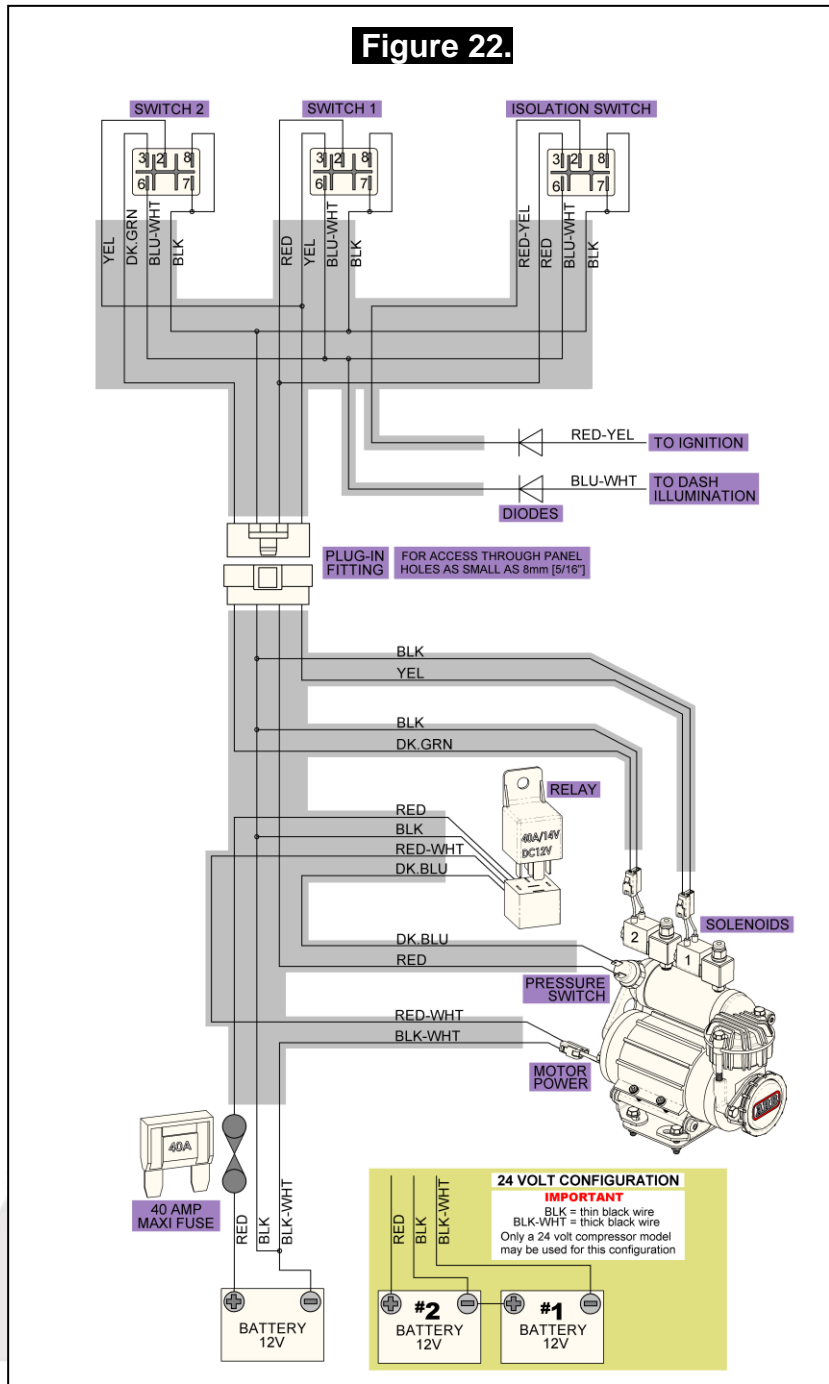 Figure 22.
SWITCH 2
SWITCH 1
ISOLATION SWITCH
3 2 8
6 7
3 2 8
6 7
3 2 8
6 7
YEL
DK.GRN
BLU-WHT
BLK
RED
YEL
BLU-WHT
BLK
RED-YEL
RED
BLU-WHT
BLK
RED-YEL
TO IGNITION
BLU-WHT
TO DASH
ILLUMINATION
DIODES
PLUG-IN
FITTING
FOR ACCESS THROUGH PANEL
HOLES AS SMALL AS 8mm [5/16"]
BLK
YEL
BLK
DK.GRN
RED
BLK
RED-WHT
DK.BLU
RELAY
40A/14V
DC12V
2
1
SOLENOIDS
DK.BLU
RED
PRESSURE
SWITCH
RED-WHT
BLK-WHT
MOTOR
POWER
ARB
40A
40 AMP
MAXI FUSE
RED
BLK
BLK-WHT
BATTERY
12V
24 VOLT CONFIGURATION
IMPORTANT
BLK = thin black wire
BLK-WHT = thick black wire
Only a 24 volt compressor model
may be used for this configuration
RED
BLK
BLK-WHT
#2
BATTERY
12V
#1
BATTERY
12V